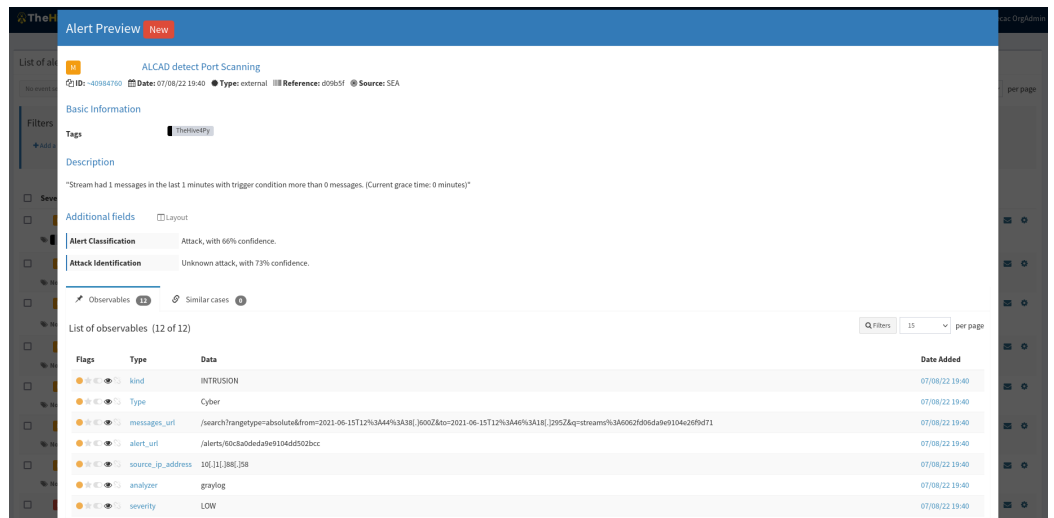 TheH
Alert Preview New
icac OrgAdmin
List of ale
M ALCAD detect Port Scanning
ID: ~40984760 Date: 07/08/22 19:40 Type: external Reference: d09b5f Source: SEA
per page
Basic Information
Filters
Tags TheHive4Py
+ Add a
Description
"Stream had 1 messages in the last 1 minutes with trigger condition more than 0 messages. (Current grace time: 0 minutes)"
Seve
Additional fields Layout
Alert Classification Attack, with 66% confidence.
Attack Identification Unknown attack, with 73% confidence.
Observables 12 Similar cases 0
List of observables (12 of 12) Filters 15 per page
Flags Type Data Date Added
kind INTRUSION 07/08/22 19:40
Type Cyber 07/08/22 19:40
messages_url /search?rangetype=absolute&from=2021-06-15T12%3A44%3A38[.]600Z&to=2021-06-15T12%3A46%3A18[.]295Z&q=streams%3A6062fd06da9e9104e26f9d71 07/08/22 19:40
alert_url /alerts/60c8a0deda9e9104dd502bcc 07/08/22 19:40
source_ip_address 10[.]1[.]88[.]58 07/08/22 19:40
analyzer graylog 07/08/22 19:40
severity LOW 07/08/22 19:40